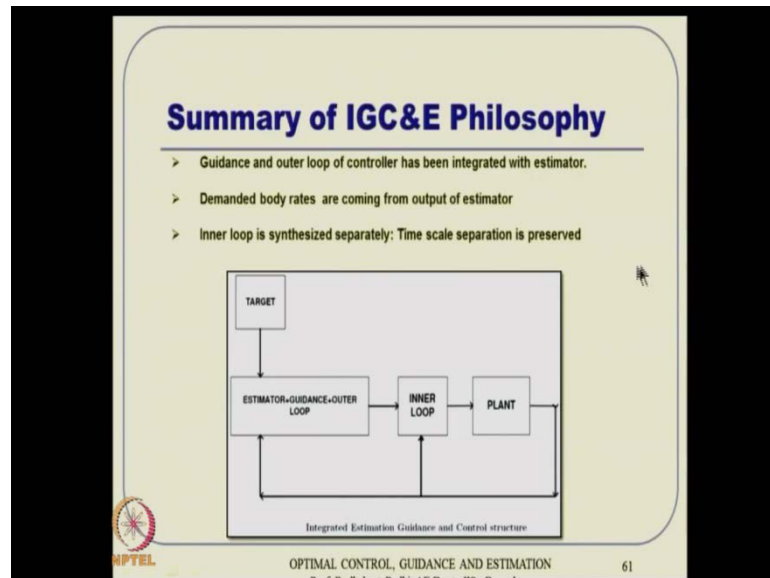 Summary of IGC&E Philosophy
➢ Guidance and outer loop of controller has been integrated with estimator.
➢ Demanded body rates are coming from output of estimator
➢ Inner loop is synthesized separately: Time scale separation is preserved
TARGET
ESTIMATOR+GUIDANCE+OUTER
LOOP
INNER
LOOP
PLANT
Integrated Estimation Guidance and Control structure
NPTEL
OPTIMAL CONTROL, GUIDANCE AND ESTIMATION
61